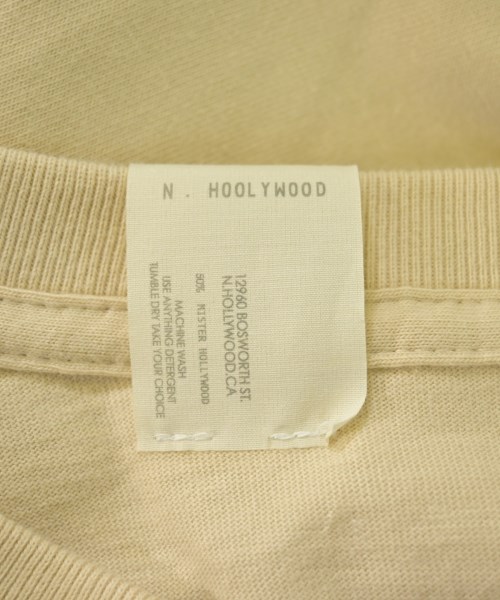 N. HOOLYWOOD
12960 BOSWORTH ST.
N.HOLLYWOOD.CA
50% MISTER HOLLYWOOD
MACHINE WASH
USE ANYTHING DETERGENT
TUMBLE DRY TAKE YOUR CHOICE